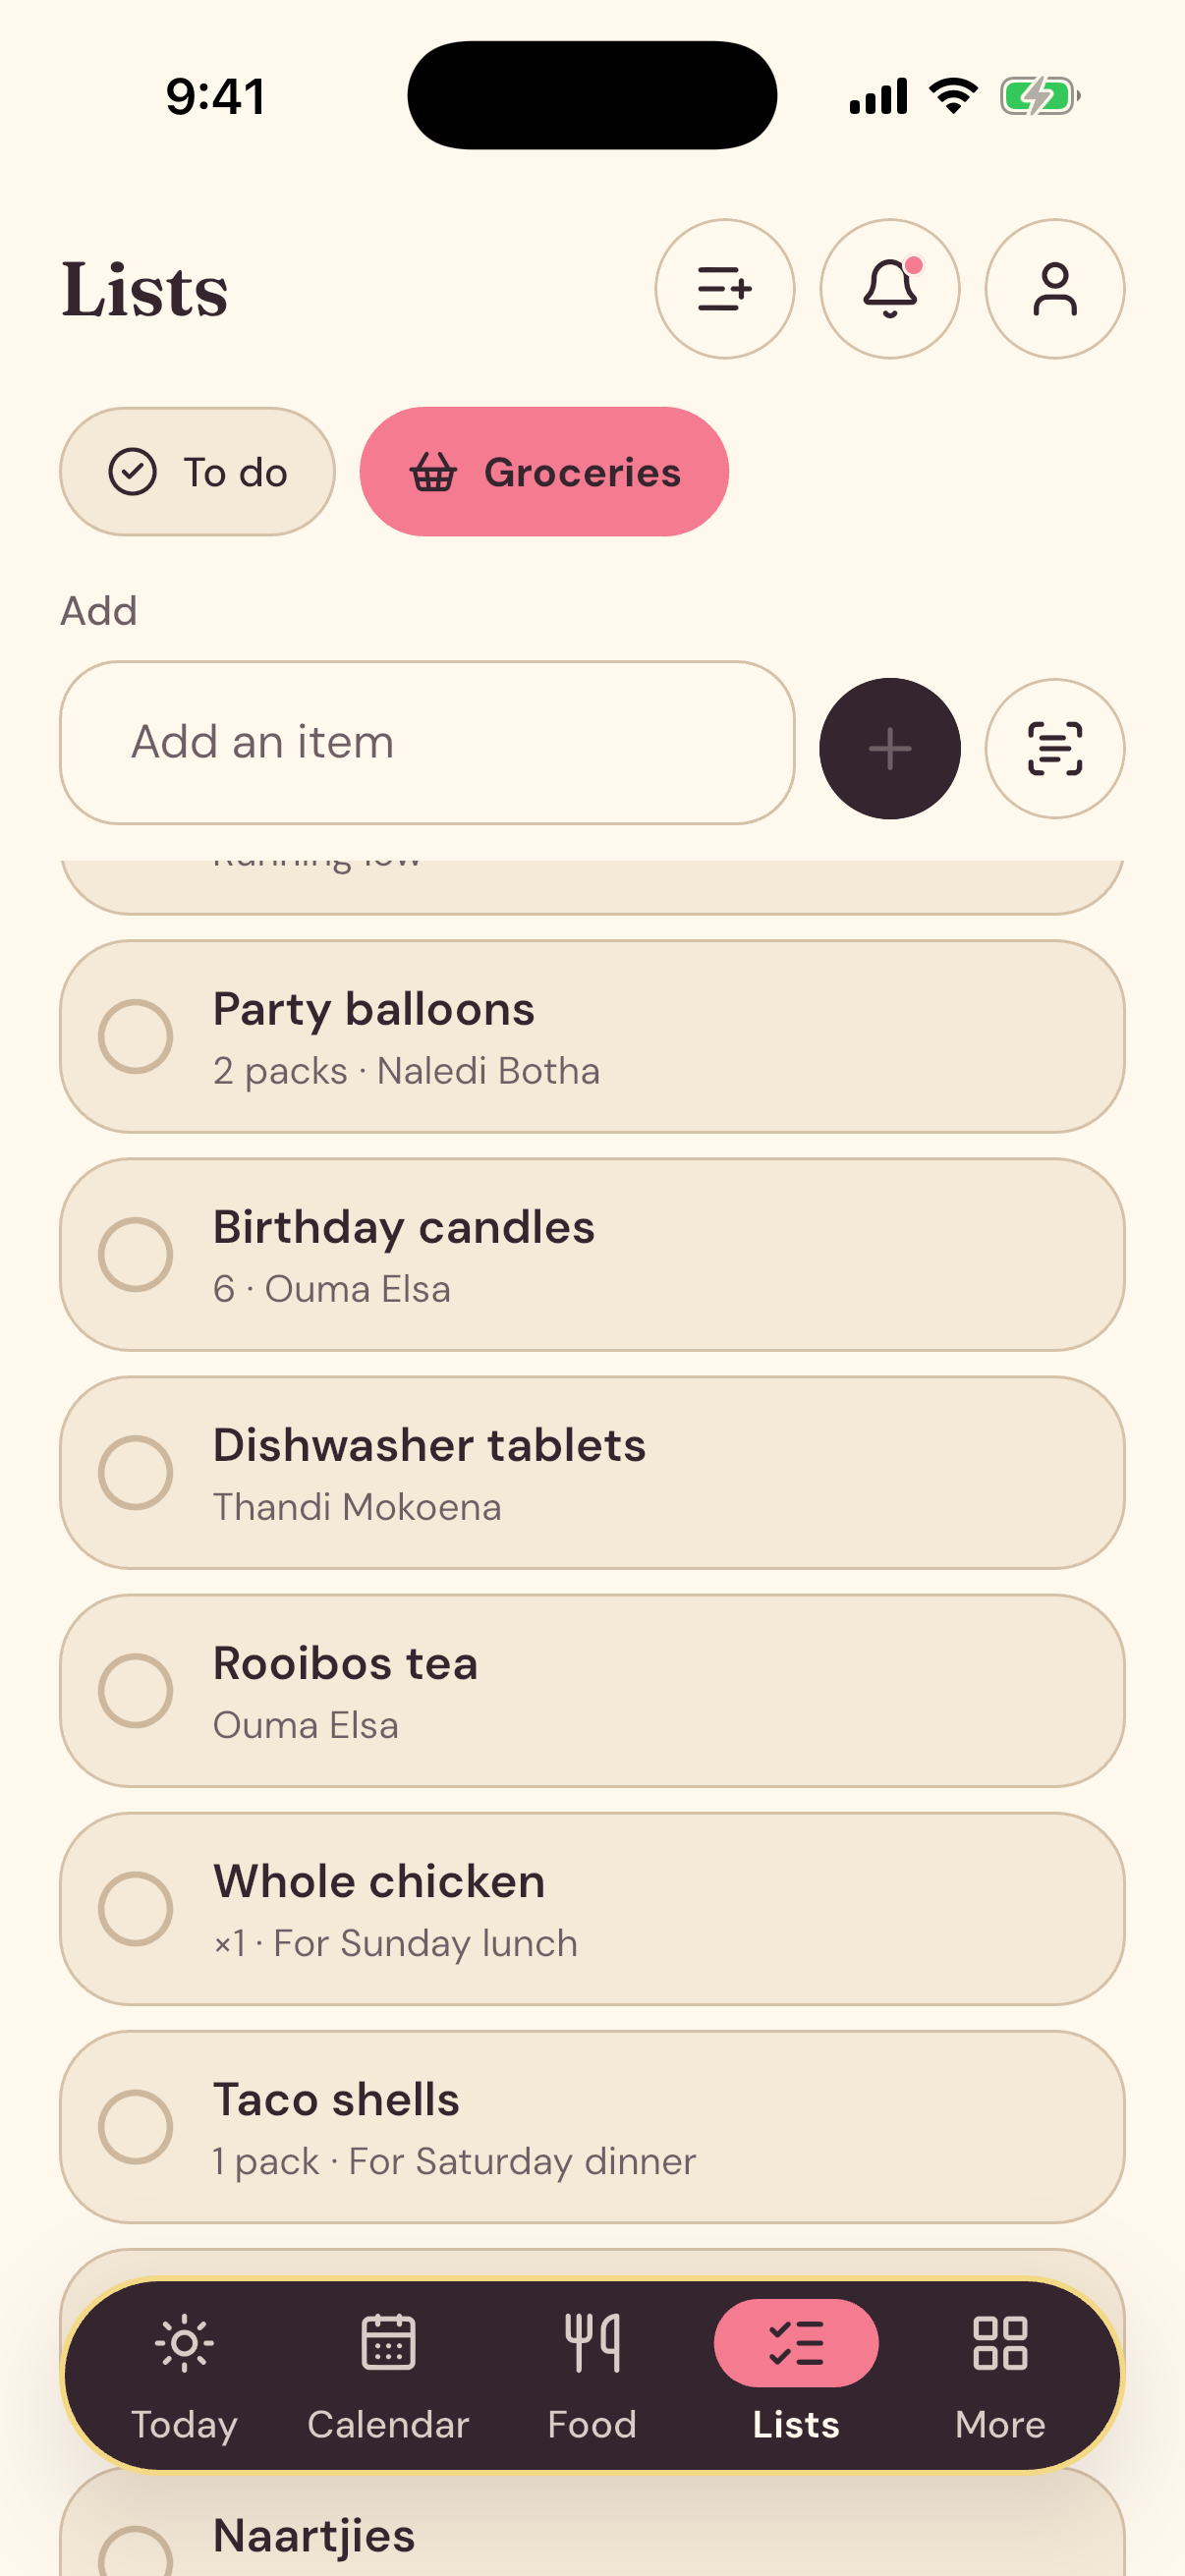 9:41
Lists
To do
Groceries
Add
Add an item
Running low
Party balloons
2 packs · Naledi Botha
Birthday candles
6 · Ouma Elsa
Dishwasher tablets
Thandi Mokoena
Rooibos tea
Ouma Elsa
Whole chicken
×1 · For Sunday lunch
Taco shells
1 pack · For Saturday dinner
Today
Calendar
Food
Lists
More
Naartjies